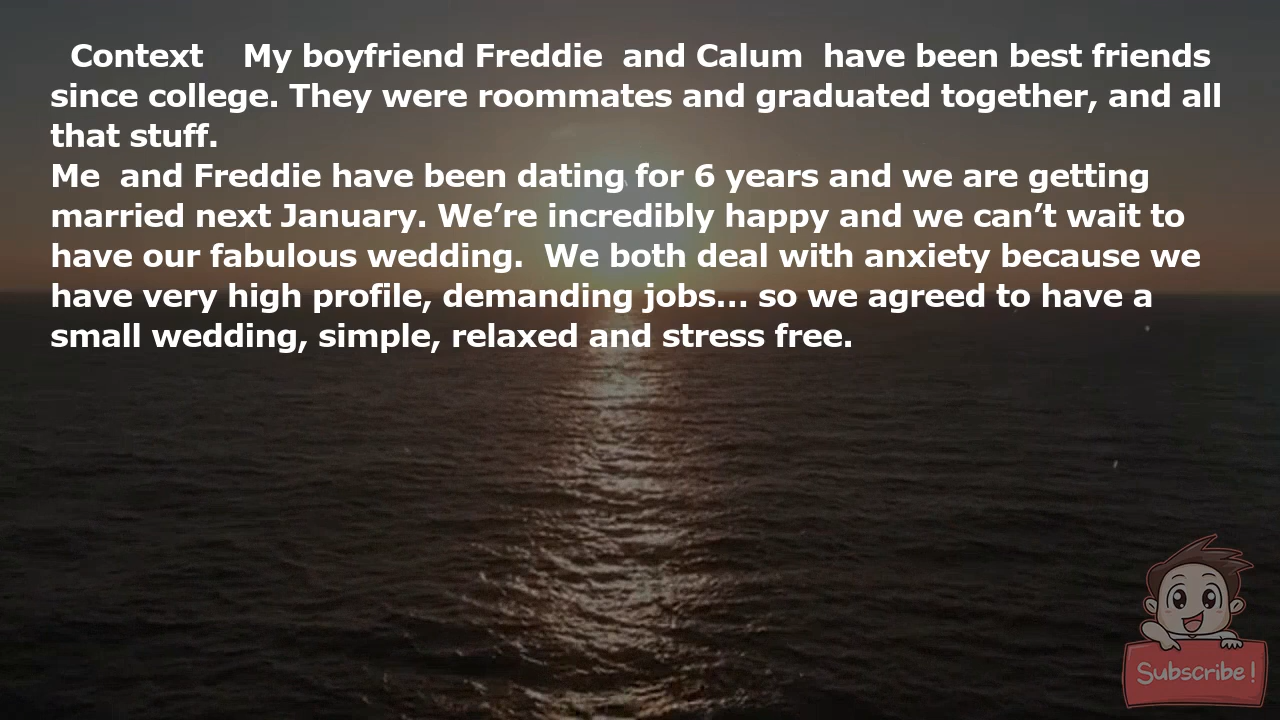 Context My boyfriend Freddie and Calum have been best friends
since college. They were roommates and graduated together, and all
that stuff.
Me and Freddie have been dating for 6 years and we are getting
married next January. We’re incredibly happy and we can’t wait to
have our fabulous wedding. We both deal with anxiety because we
have very high profile, demanding jobs... so we agreed to have a
small wedding, simple, relaxed and stress free.
Subscribe!